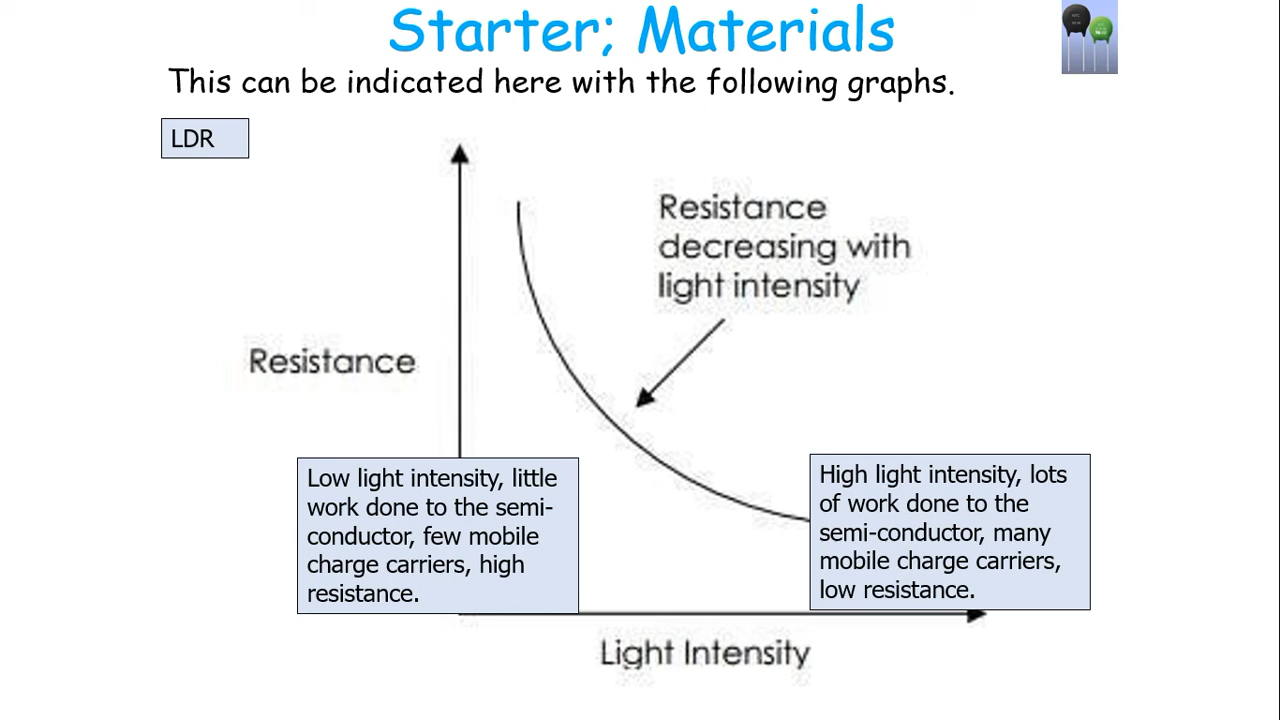 Starter; Materials
This can be indicated here with the following graphs.
LDR
Resistance
decreasing with
light intensity
Resistance
Low light intensity, little
work done to the semi-
conductor, few mobile
charge carriers, high
resistance.
High light intensity, lots
of work done to the
semi-conductor, many
mobile charge carriers,
low resistance.
Light Intensity